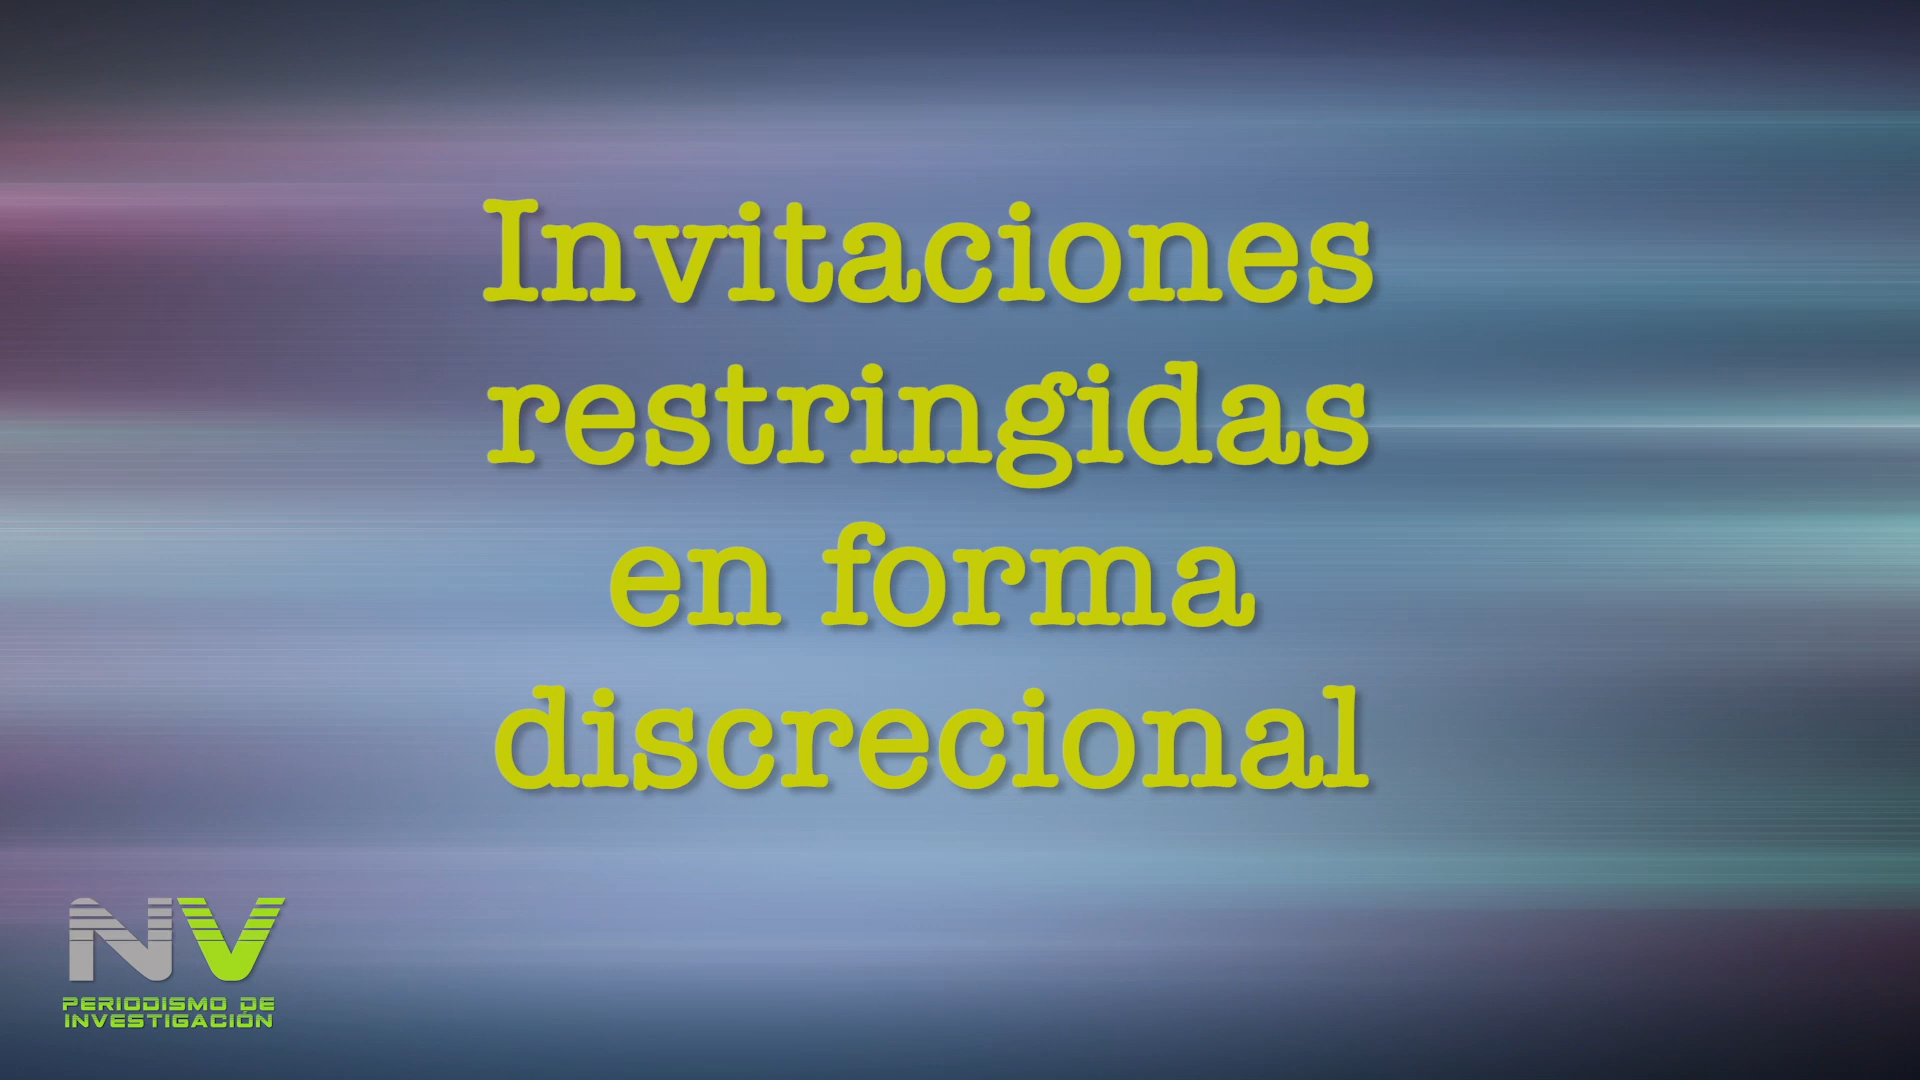 Invitaciones
restringidas
en forma
discrecional
NV
PERIODISMO DE
INVESTIGACIÓN